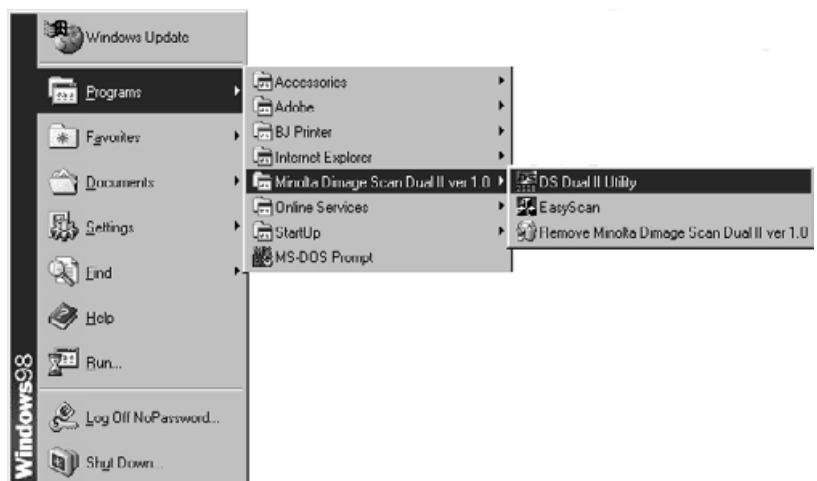 Windows Update
Programs
Favorites
Documents
Settings
Find
Help
Run...
Log Off NoPassword...
Shut Down...
Windows98
Accessories
Adobe
BJ Printer
Internet Explorer
Minolta Dimage Scan Dual II ver 1.0
Online Services
StartUp
MS-DOS Prompt
DS Dual II Utility
EasyScan
Remove Minolta Dimage Scan Dual II ver 1.0